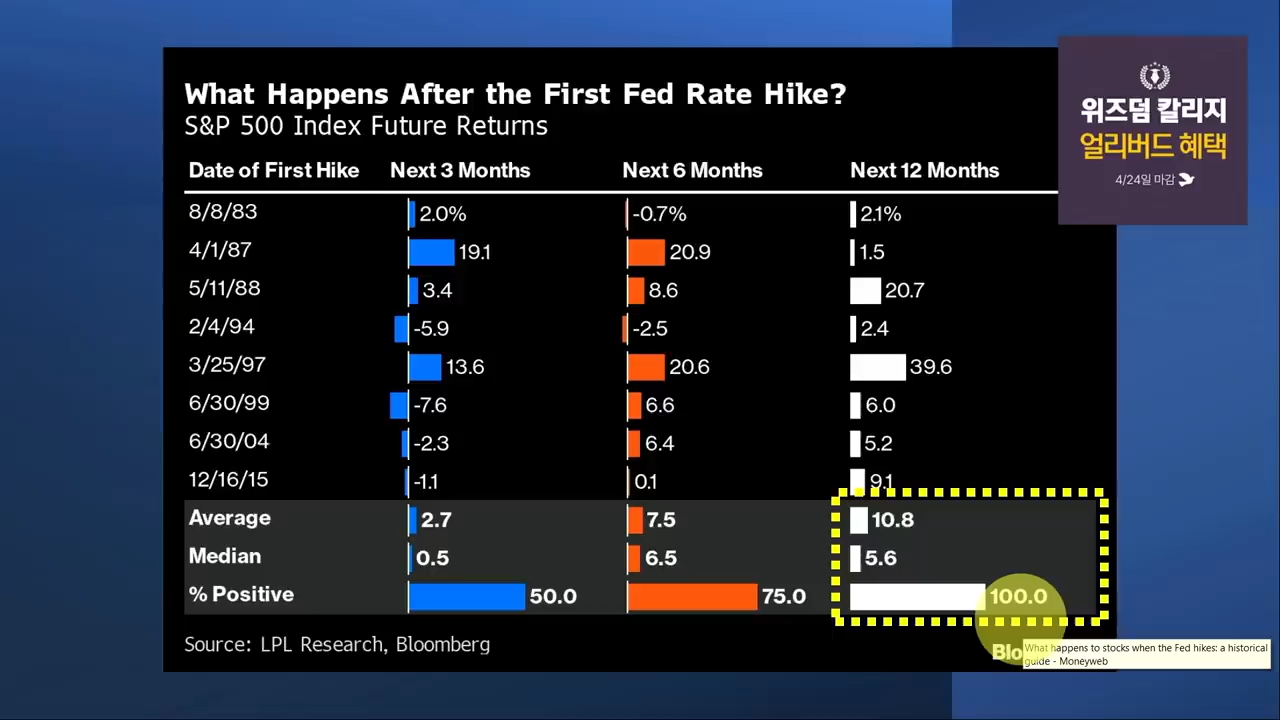 What Happens After the First Fed Rate Hike?
S&P 500 Index Future Returns
위즈덤 칼리지
얼리버드 혜택
4/24일 마감
Date of First Hike Next 3 Months Next 6 Months Next 12 Months
8/8/83 2.0% -0.7% 2.1%
4/1/87 19.1 20.9 1.5
5/11/88 3.4 8.6 20.7
2/4/94 -5.9 -2.5 2.4
3/25/97 13.6 20.6 39.6
6/30/99 -7.6 6.6 6.0
6/30/04 -2.3 6.4 5.2
12/16/15 -1.1 0.1 9.1
Average 2.7 7.5 10.8
Median 0.5 6.5 5.6
% Positive 50.0 75.0 100.0
Source: LPL Research, Bloomberg
Blo
What happens to stocks when the Fed hikes: a historical
guide - Moneyweb